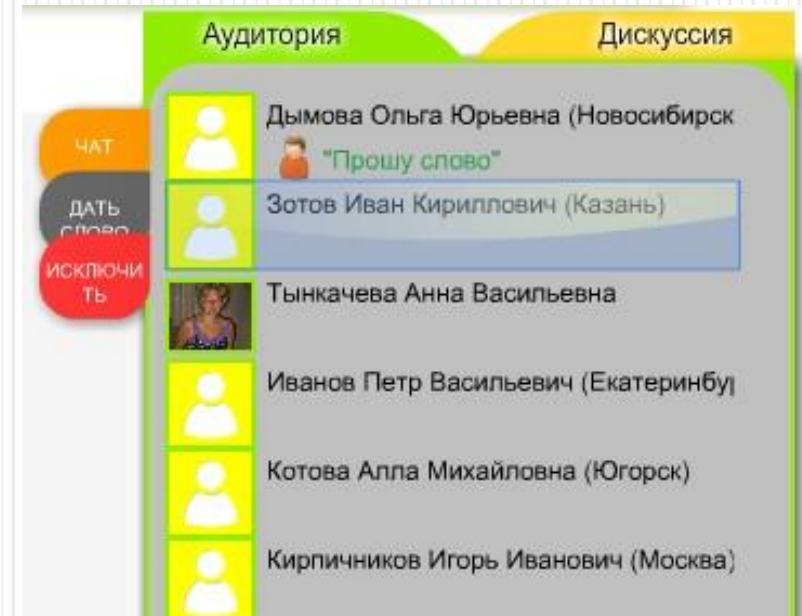 Аудитория
Дискуссия
ЧАТ
ДАТЬ
СЛОВО
ИСКЛЮЧИ
ТЬ
Дымова Ольга Юрьевна (Новосибирск
"Прошу слово"
Зотов Иван Кириллович (Казань)
Тынкачева Анна Васильевна
Иванов Петр Васильевич (Екатеринбур
Котова Алла Михайловна (Югорск)
Кирпичников Игорь Иванович (Москва)